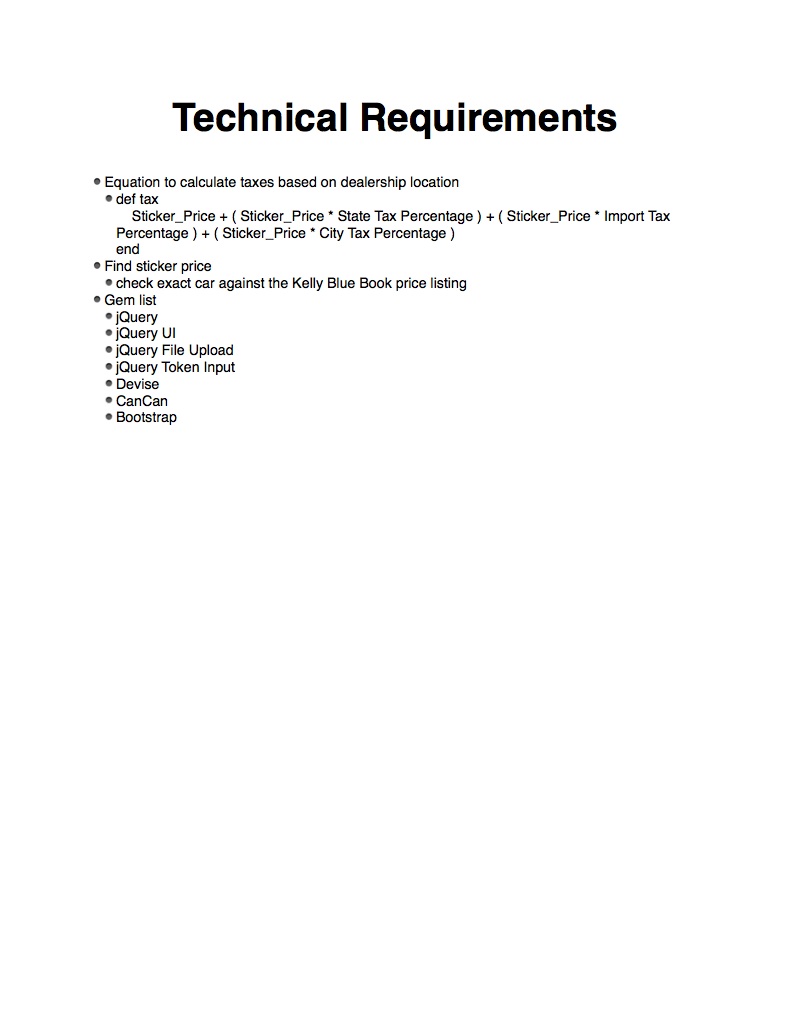 Technical Requirements
Equation to calculate taxes based on dealership location
def tax
Sticker_Price + ( Sticker_Price * State Tax Percentage ) + ( Sticker_Price * Import Tax
Percentage ) + ( Sticker_Price * City Tax Percentage )
end
Find sticker price
check exact car against the Kelly Blue Book price listing
Gem list
jQuery
jQuery UI
jQuery File Upload
jQuery Token Input
Devise
CanCan
Bootstrap